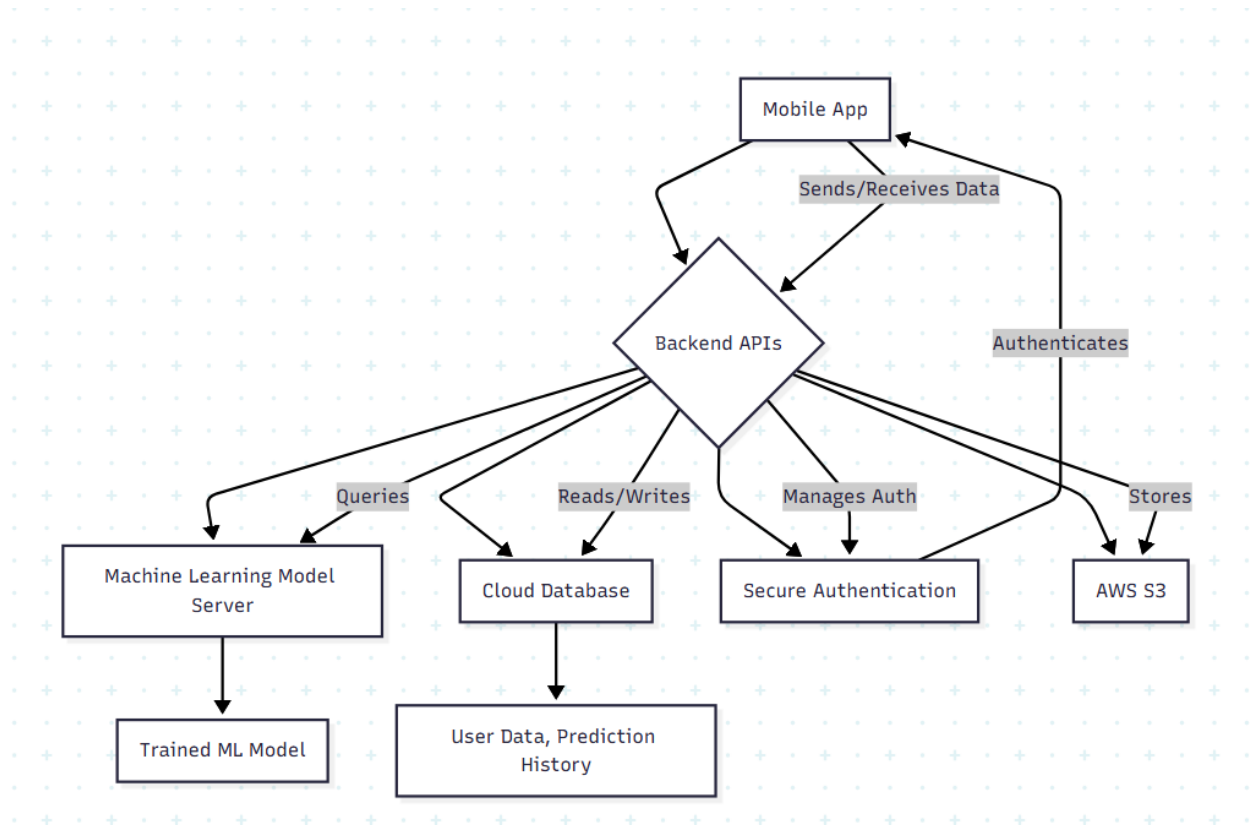 Mobile App
Sends/Receives Data
Backend APIs
Authenticates
Queries
Reads/Writes
Manages Auth
Stores
Machine Learning Model
Server
Cloud Database
Secure Authentication
AWS S3
Trained ML Model
User Data, Prediction
History